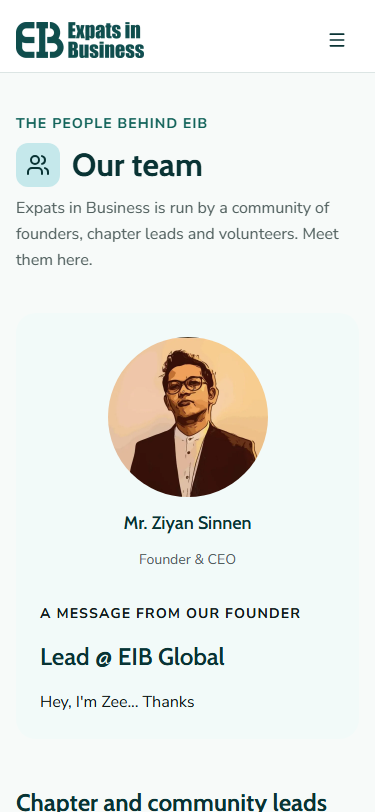 EIB Expats in
Business
THE PEOPLE BEHIND EIB
Our team
Expats in Business is run by a community of
founders, chapter leads and volunteers. Meet
them here.
Mr. Ziyan Sinnen
Founder & CEO
A MESSAGE FROM OUR FOUNDER
Lead @ EIB Global
Hey, I'm Zee... Thanks
Chapter and community leads